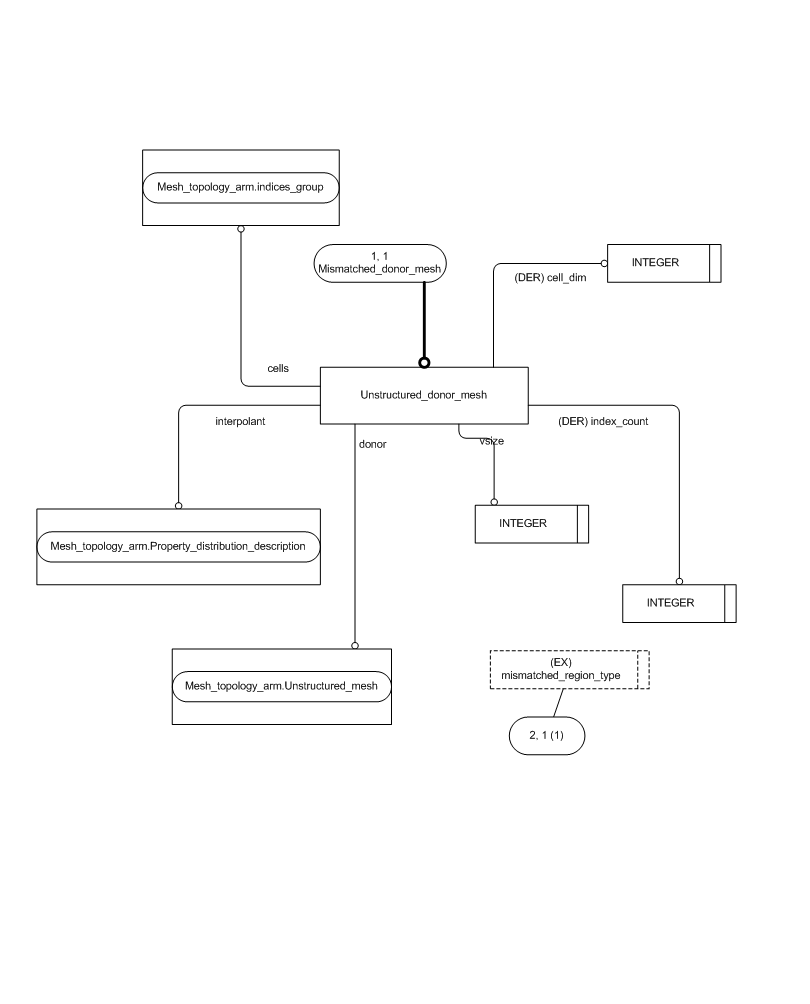 Mesh_topology_arm.indices_group
1, 1
Mismatched_donor_mesh
INTEGER
(DER) cell_dim
cells
Unstructured_donor_mesh
interpolant
(DER) index_count
donor
vsize
INTEGER
Mesh_topology_arm.Property_distribution_description
INTEGER
(EX)
mismatched_region_type
Mesh_topology_arm.Unstructured_mesh
2, 1 (1)